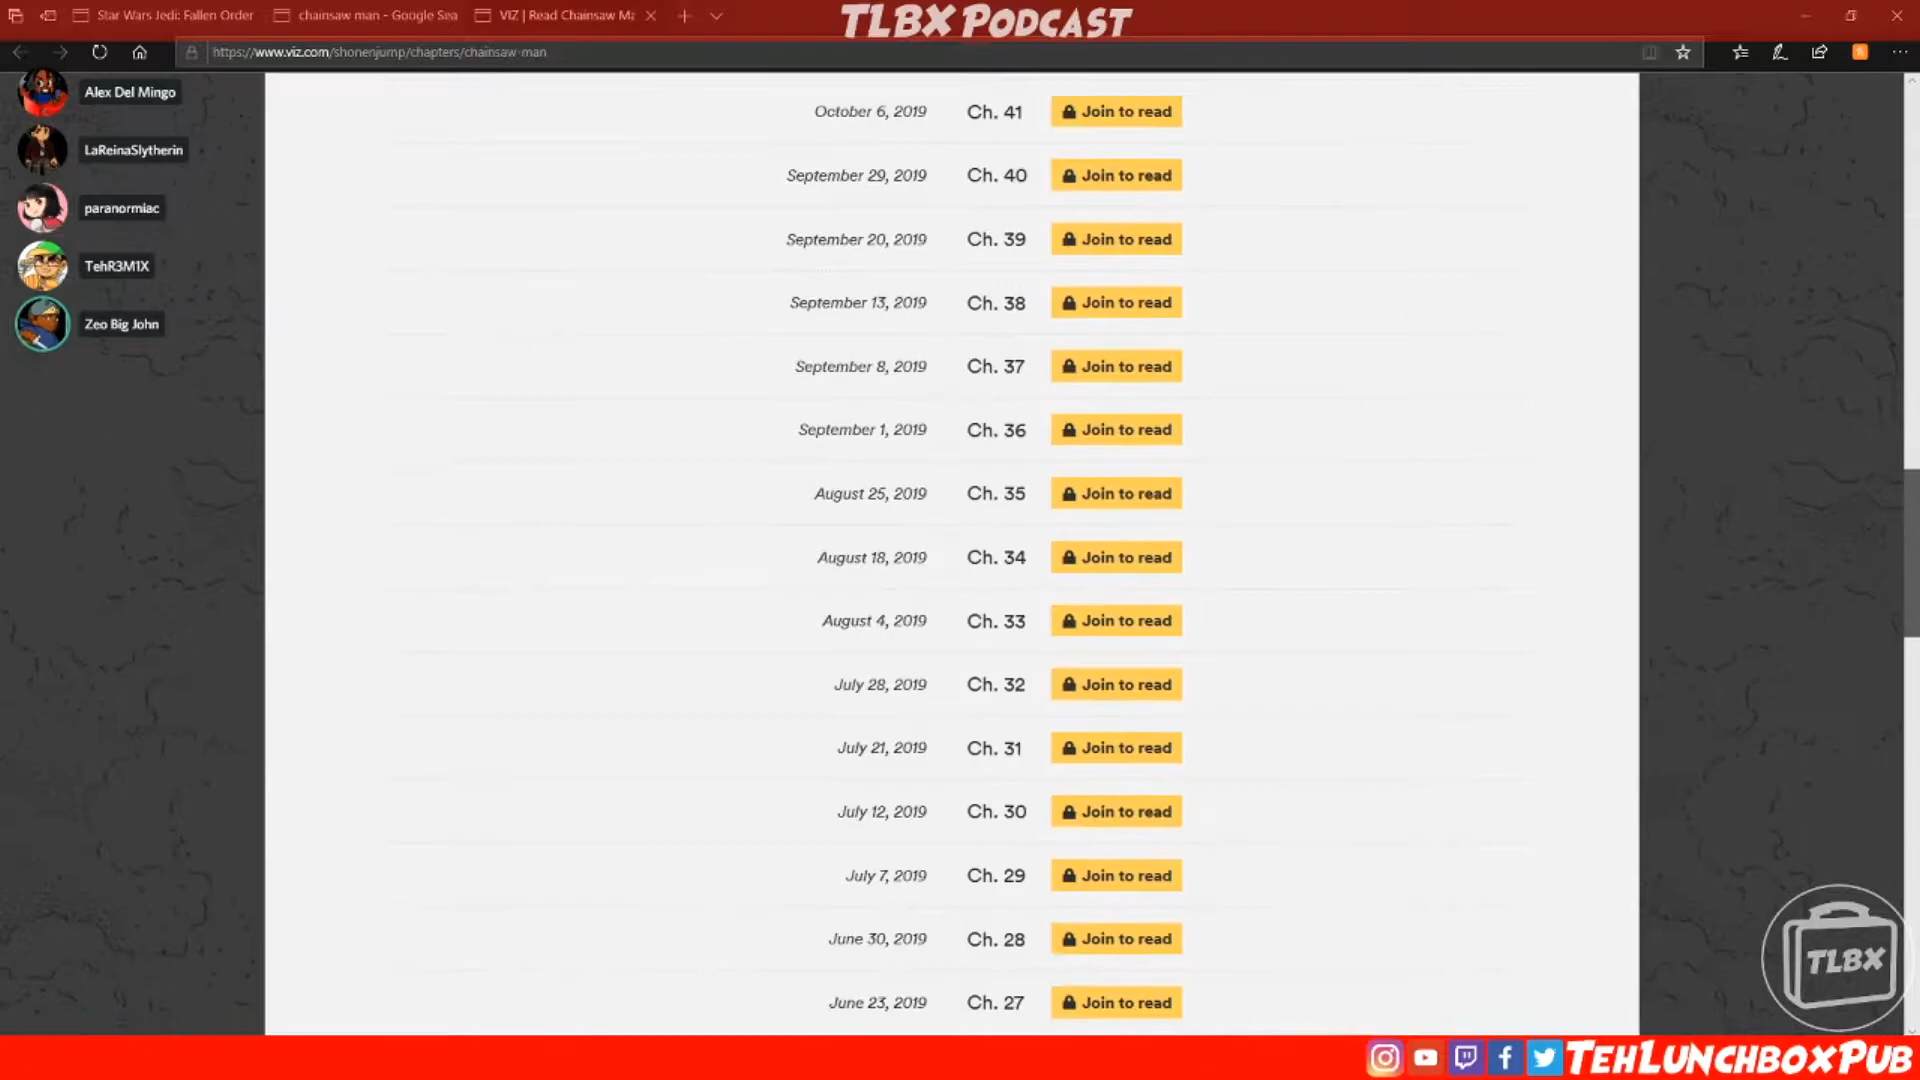 Star Wars Jedi: Fallen Order
chainsaw man - Google Sea
VIZ | Read Chainsaw Ma
TLBX PODCAST
https://www.viz.com/shonenjump/chapters/chainsaw-man
Alex Del Mingo
LaReinaSlytherin
paranormiac
TehR3M1X
Zeo Big John
October 6, 2019 Ch. 41 Join to read
September 29, 2019 Ch. 40 Join to read
September 20, 2019 Ch. 39 Join to read
September 13, 2019 Ch. 38 Join to read
September 8, 2019 Ch. 37 Join to read
September 1, 2019 Ch. 36 Join to read
August 25, 2019 Ch. 35 Join to read
August 18, 2019 Ch. 34 Join to read
August 4, 2019 Ch. 33 Join to read
July 28, 2019 Ch. 32 Join to read
July 21, 2019 Ch. 31 Join to read
July 12, 2019 Ch. 30 Join to read
July 7, 2019 Ch. 29 Join to read
June 30, 2019 Ch. 28 Join to read
June 23, 2019 Ch. 27 Join to read
TLBX
TEHLUNCHBOXPUB